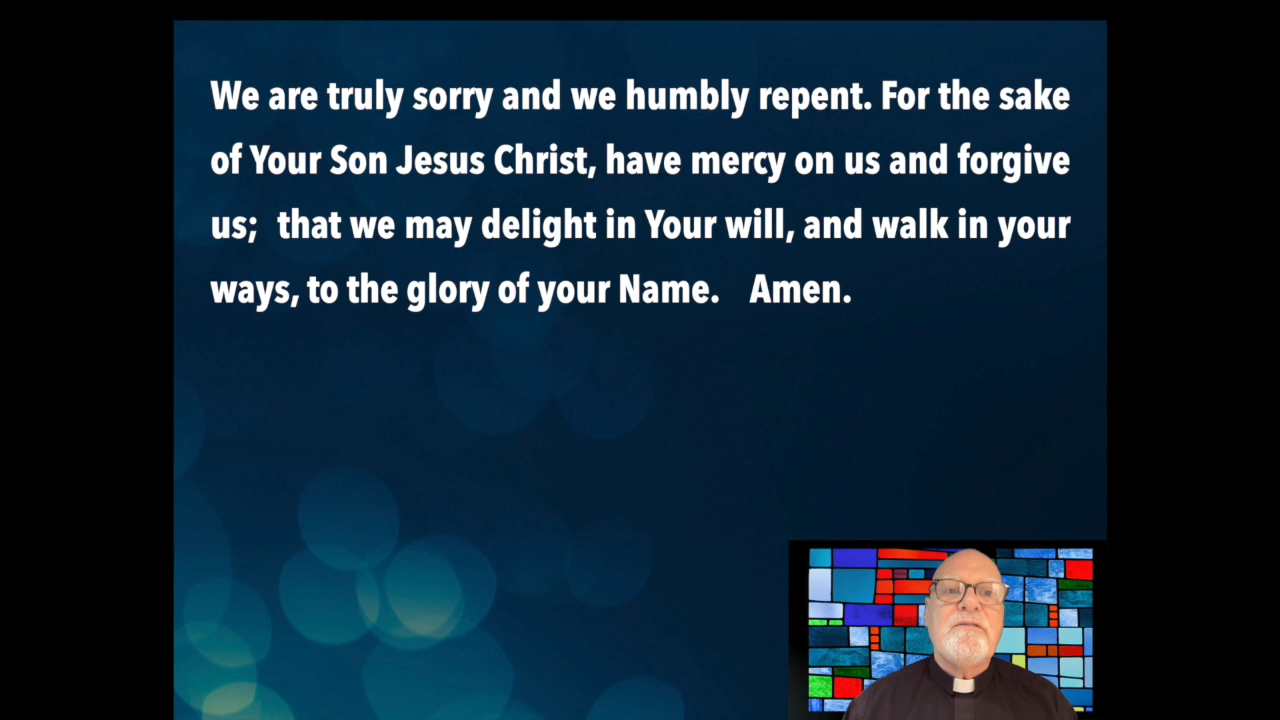 We are truly sorry and we humbly repent. For the sake
of Your Son Jesus Christ, have mercy on us and forgive
us;  that we may delight in Your will, and walk in your
ways, to the glory of your Name.   Amen.